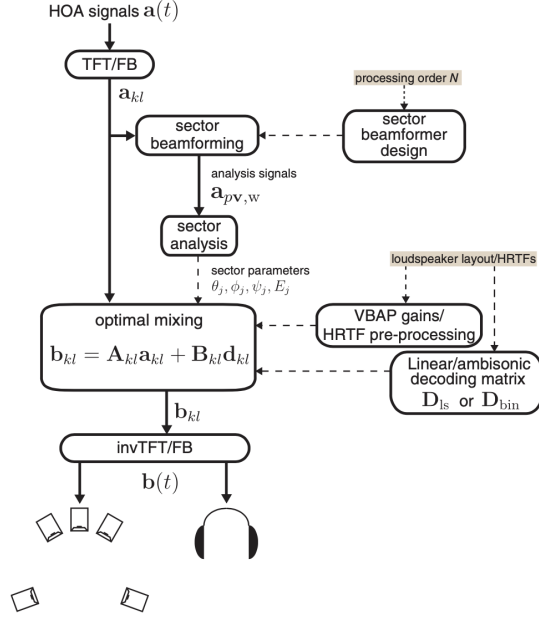 HOA signals a(t)
TFT/FB
a_kl
processing order N
sector
beamforming
sector
beamformer
design
analysis signals
a_pv,w
sector
analysis
loudspeaker layout/HRTFs
sector parameters
θ_j, ϕ_j, ψ_j, E_j
optimal mixing
b_kl = A_kl a_kl + B_kl d_kl
VBAP gains/
HRTF pre-processing
Linear/ambisonic
decoding matrix
D_ls or D_bin
b_kl
invTFT/FB
b(t)